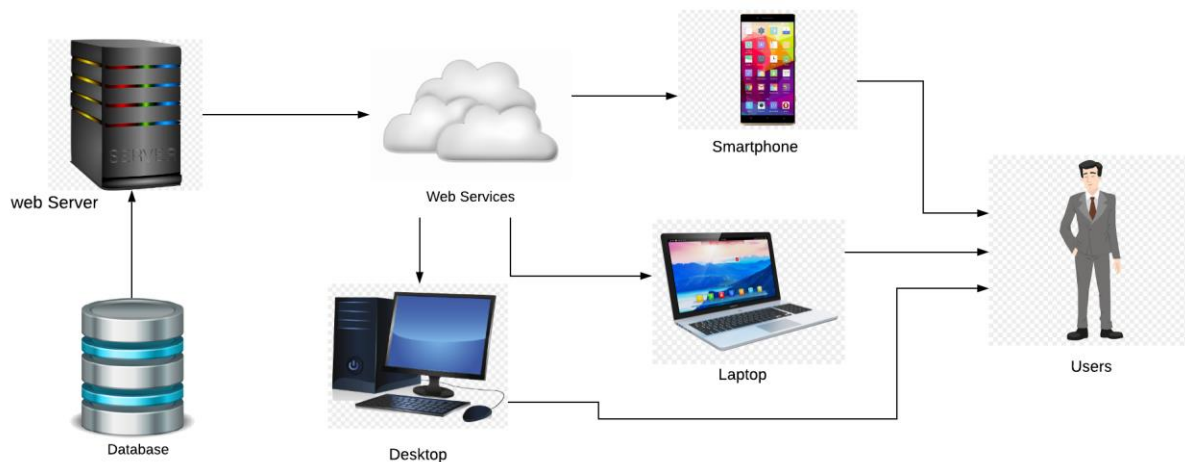 SERVER
Smartphone
web Server
Web Services
Laptop
Users
Database
Desktop